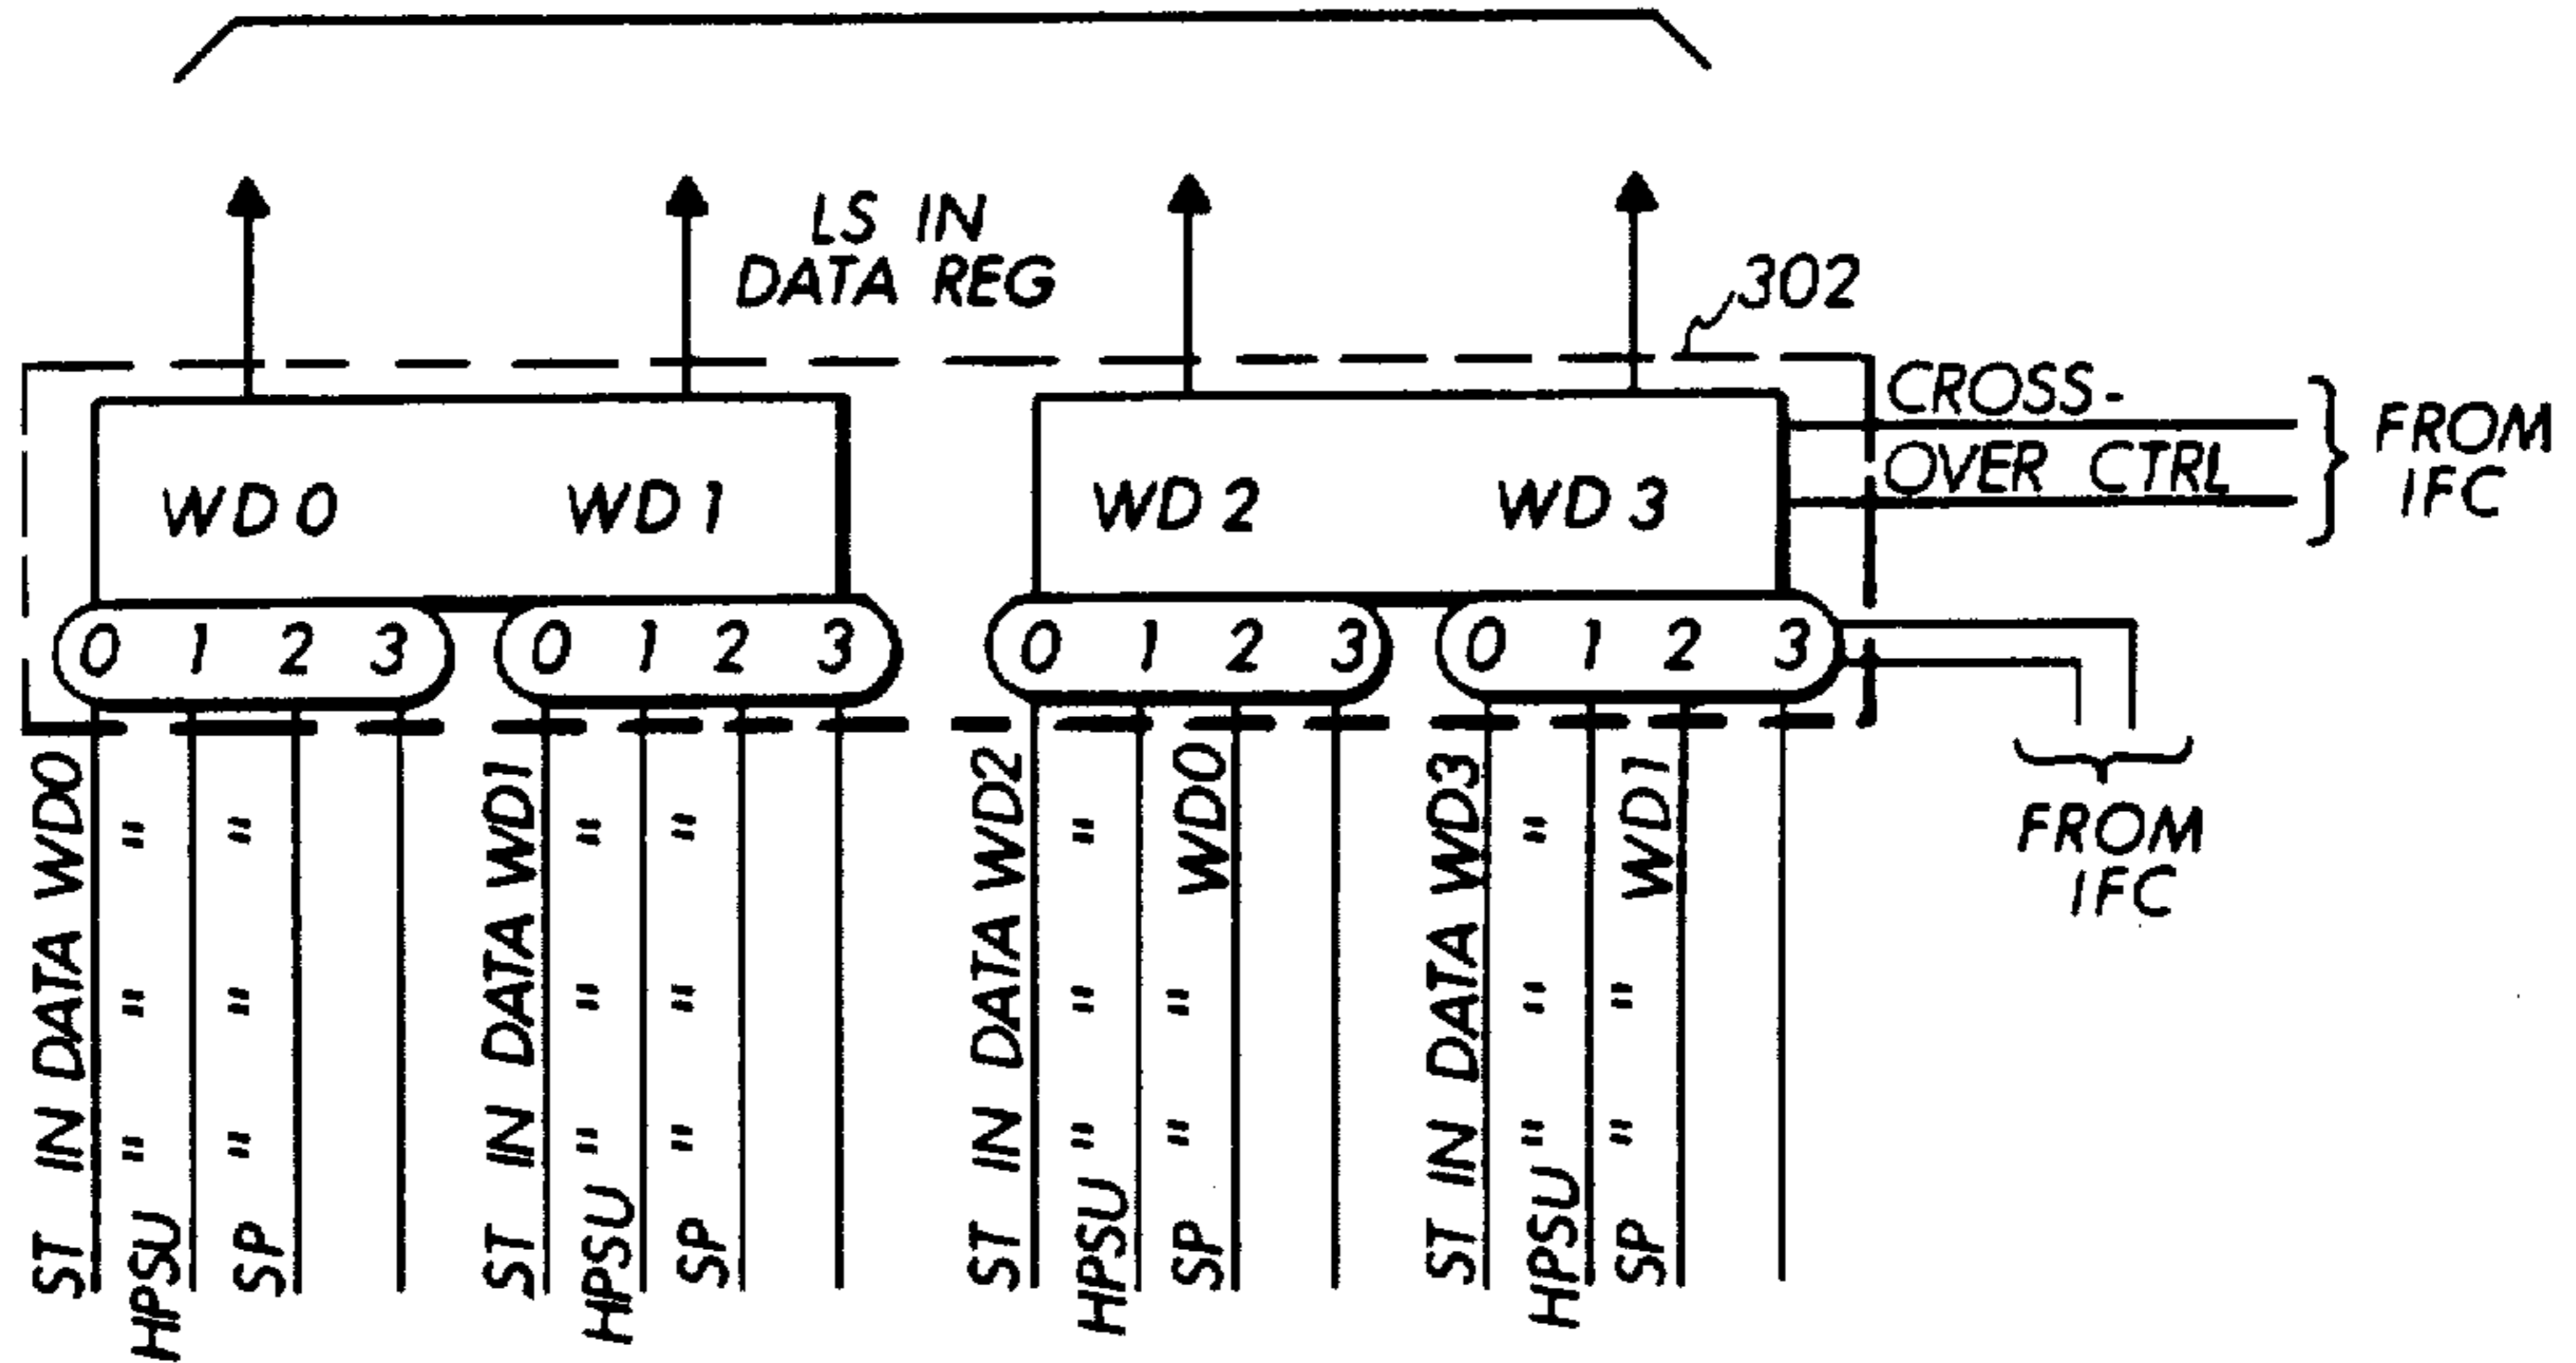 LS IN
DATA REG
302
CROSS-
OVER CTRL
FROM
IFC
WD 0
WD 1
WD 2
WD 3
0 1 2 3
0 1 2 3
0 1 2 3
0 1 2 3
FROM
IFC
ST IN DATA WD0
HPSU " " "
SP " " "
ST IN DATA WD1
HPSU " " "
SP " " "
ST IN DATA WD2
HPSU " " "
SP " " WD0
ST IN DATA WD3
HPSU " " "
SP " " WD1